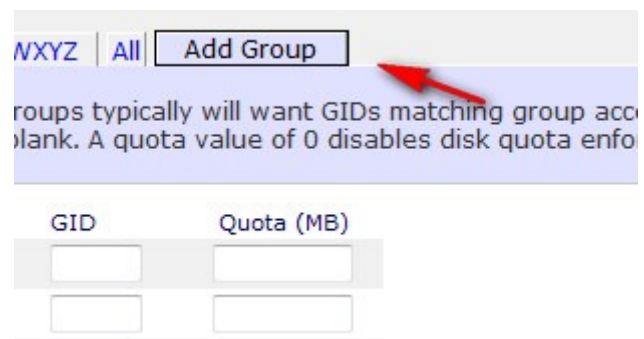 WXYZ All Add Group
roups typically will want GIDs matching group acc
blank. A quota value of 0 disables disk quota enfo
GID Quota (MB)